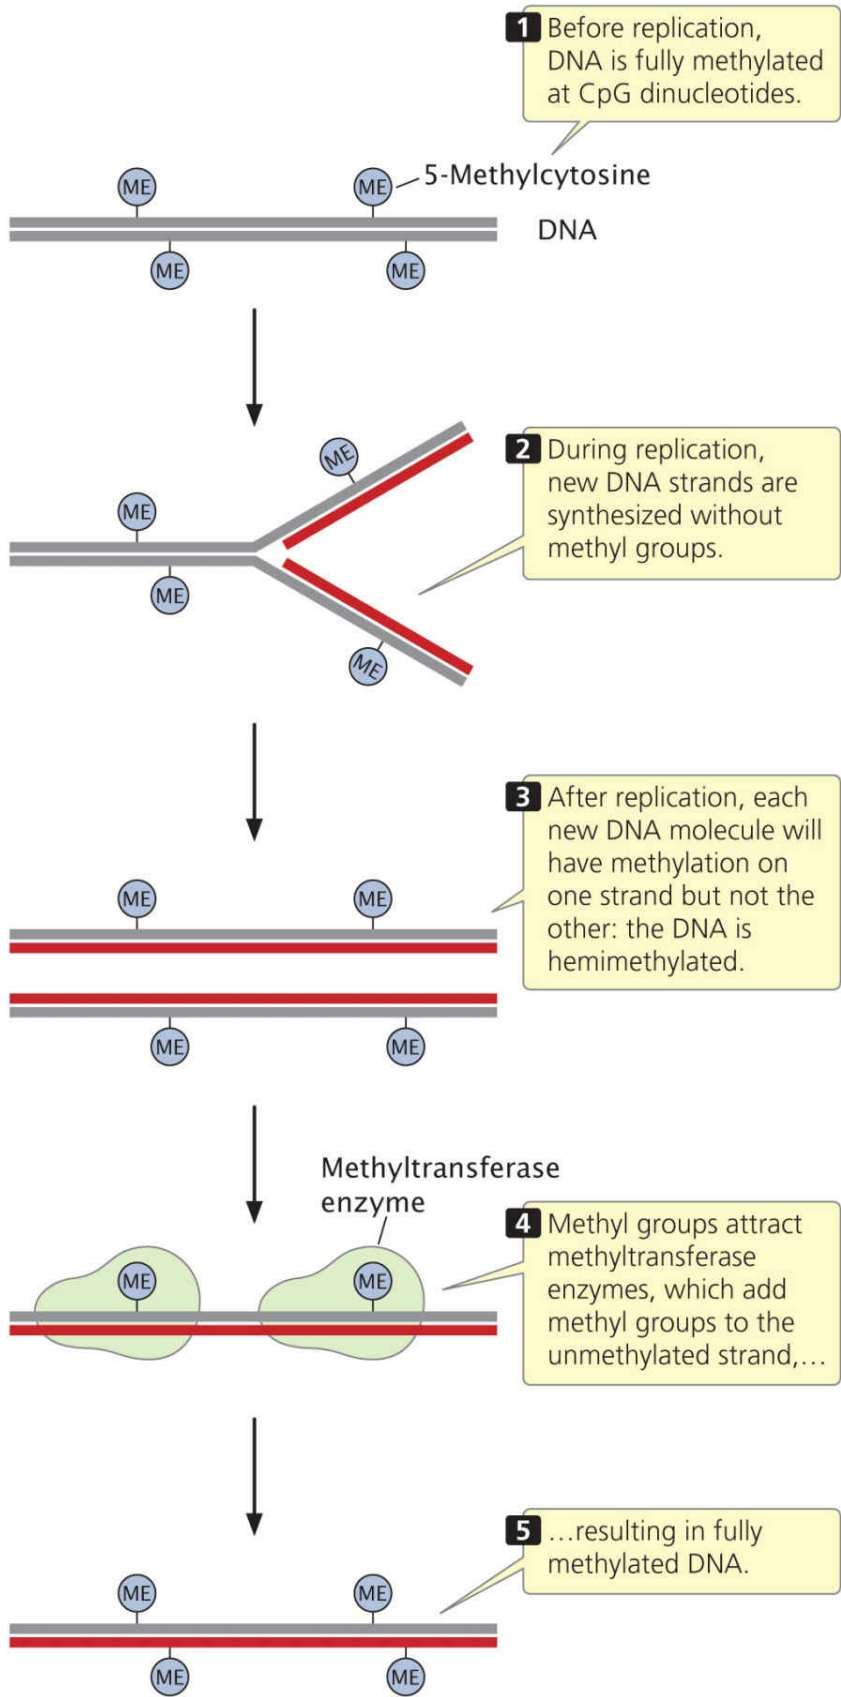 1 Before replication,
DNA is fully methylated
at CpG dinucleotides.
ME
ME
5-Methylcytosine
DNA
ME
ME
2 During replication,
new DNA strands are
synthesized without
methyl groups.
ME
ME
ME
ME
3 After replication, each
new DNA molecule will
have methylation on
one strand but not the
other: the DNA is
hemimethylated.
ME
ME
ME
ME
Methyltransferase
enzyme
4 Methyl groups attract
methyltransferase
enzymes, which add
methyl groups to the
unmethylated strand,...
ME
ME
5 ...resulting in fully
methylated DNA.
ME
ME
ME
ME